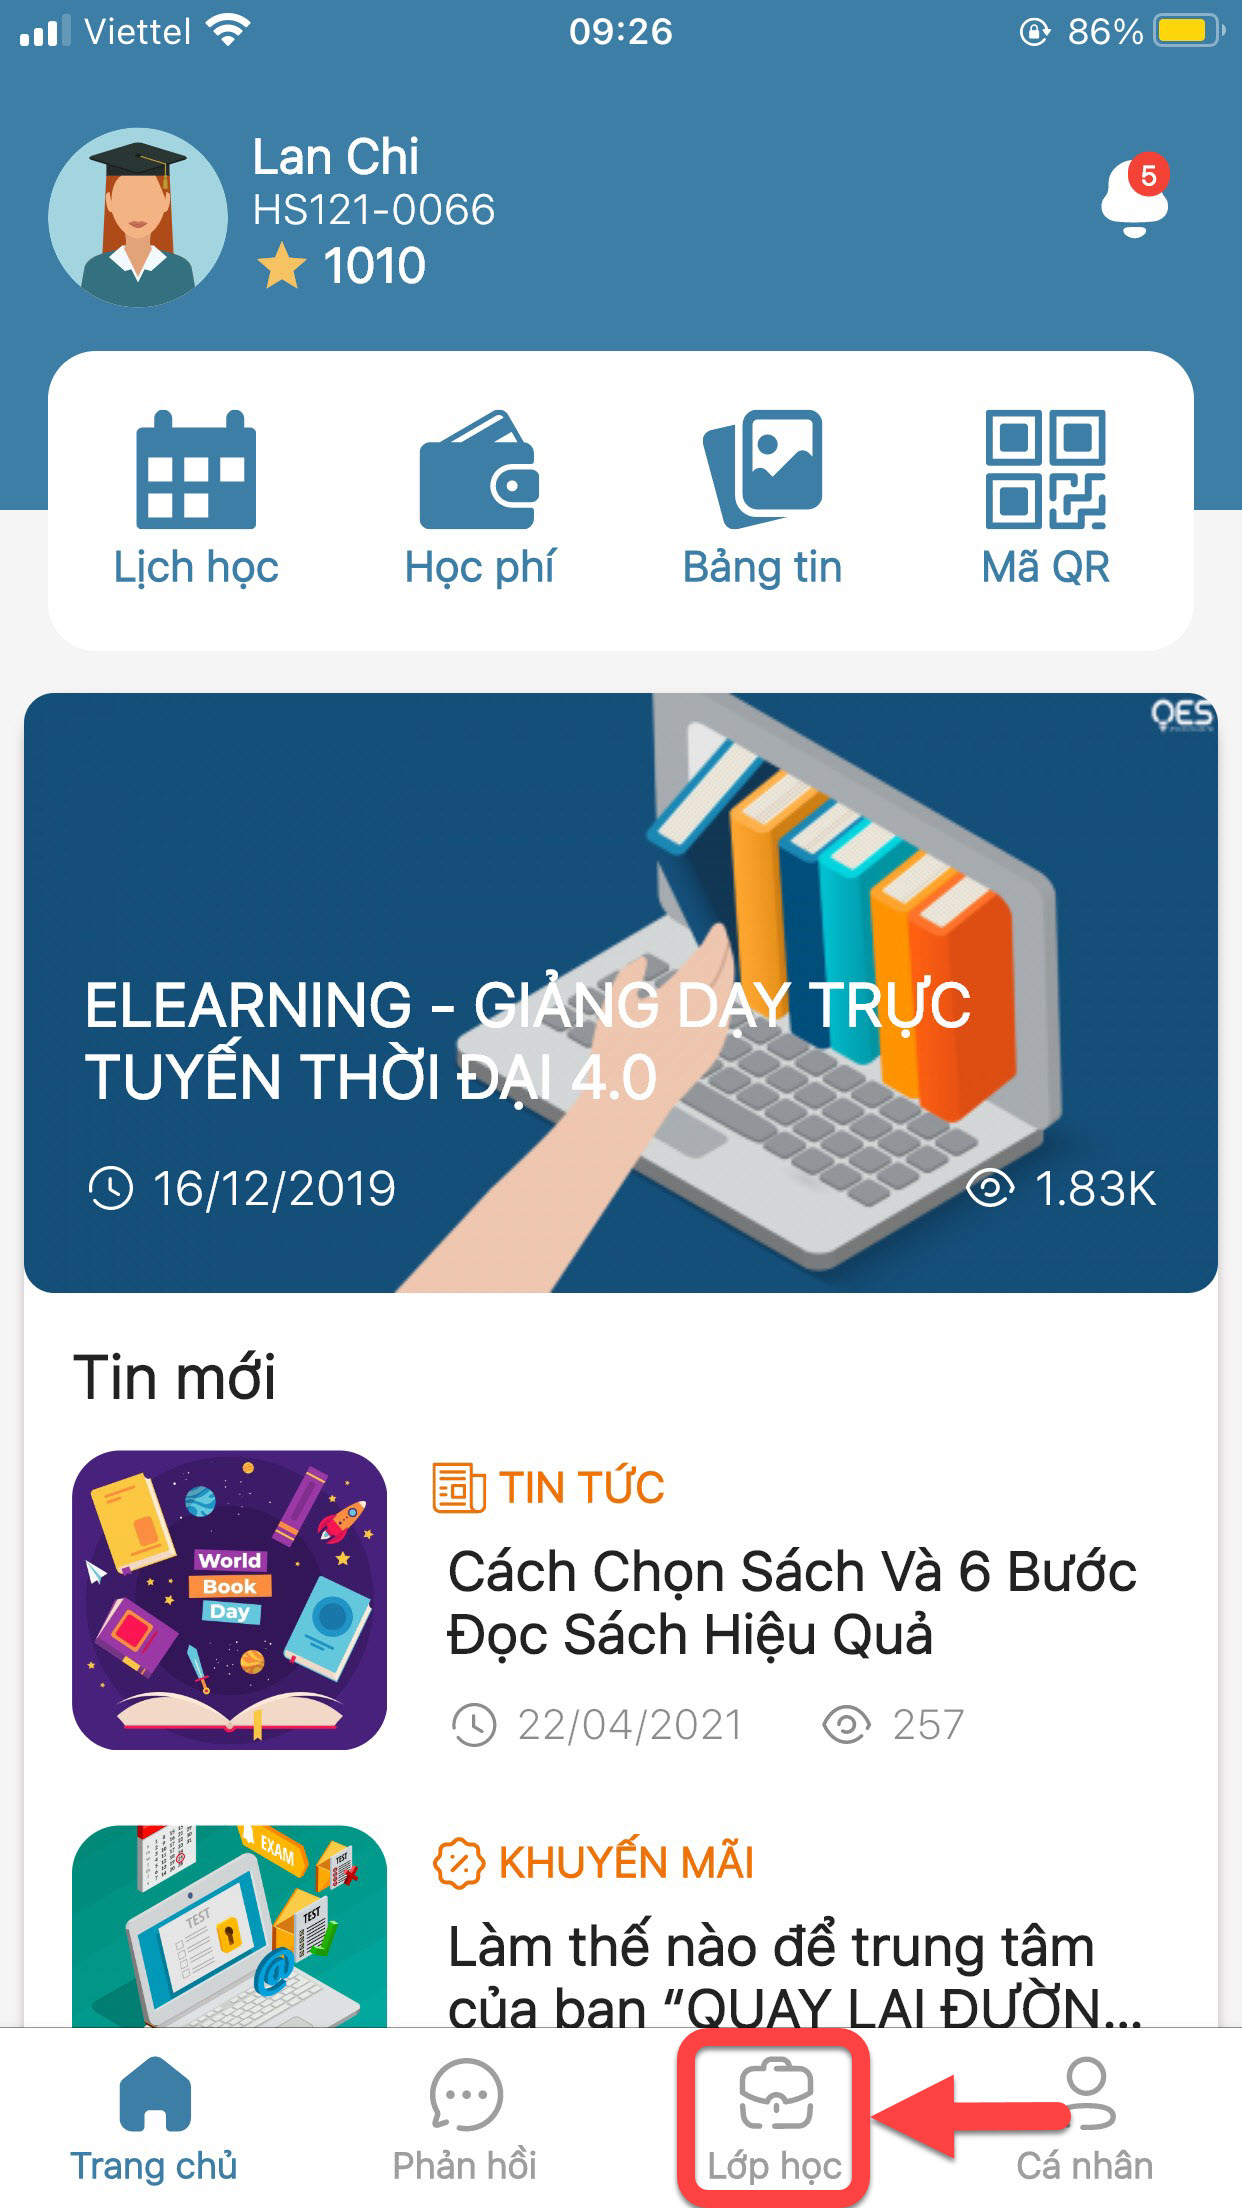 Viettel 09:26 86%
Lan Chi
HS121-0066
1010
5
Lịch học Học phí Bảng tin Mã QR
QES
ELEARNING - GIẢNG DẠY TRỰC
TUYẾN THỜI ĐẠI 4.0
16/12/2019 1.83K
Tin mới
World
Book
Day
TIN TỨC
Cách Chọn Sách Và 6 Bước
Đọc Sách Hiệu Quả
22/04/2021 257
EXAM
TEST
TEST
TEST
KHUYẾN MÃI
Làm thế nào để trung tâm
của bạn “QUAY LẠI ĐƯỜN...
Trang chủ Phản hồi Lớp học Cá nhân